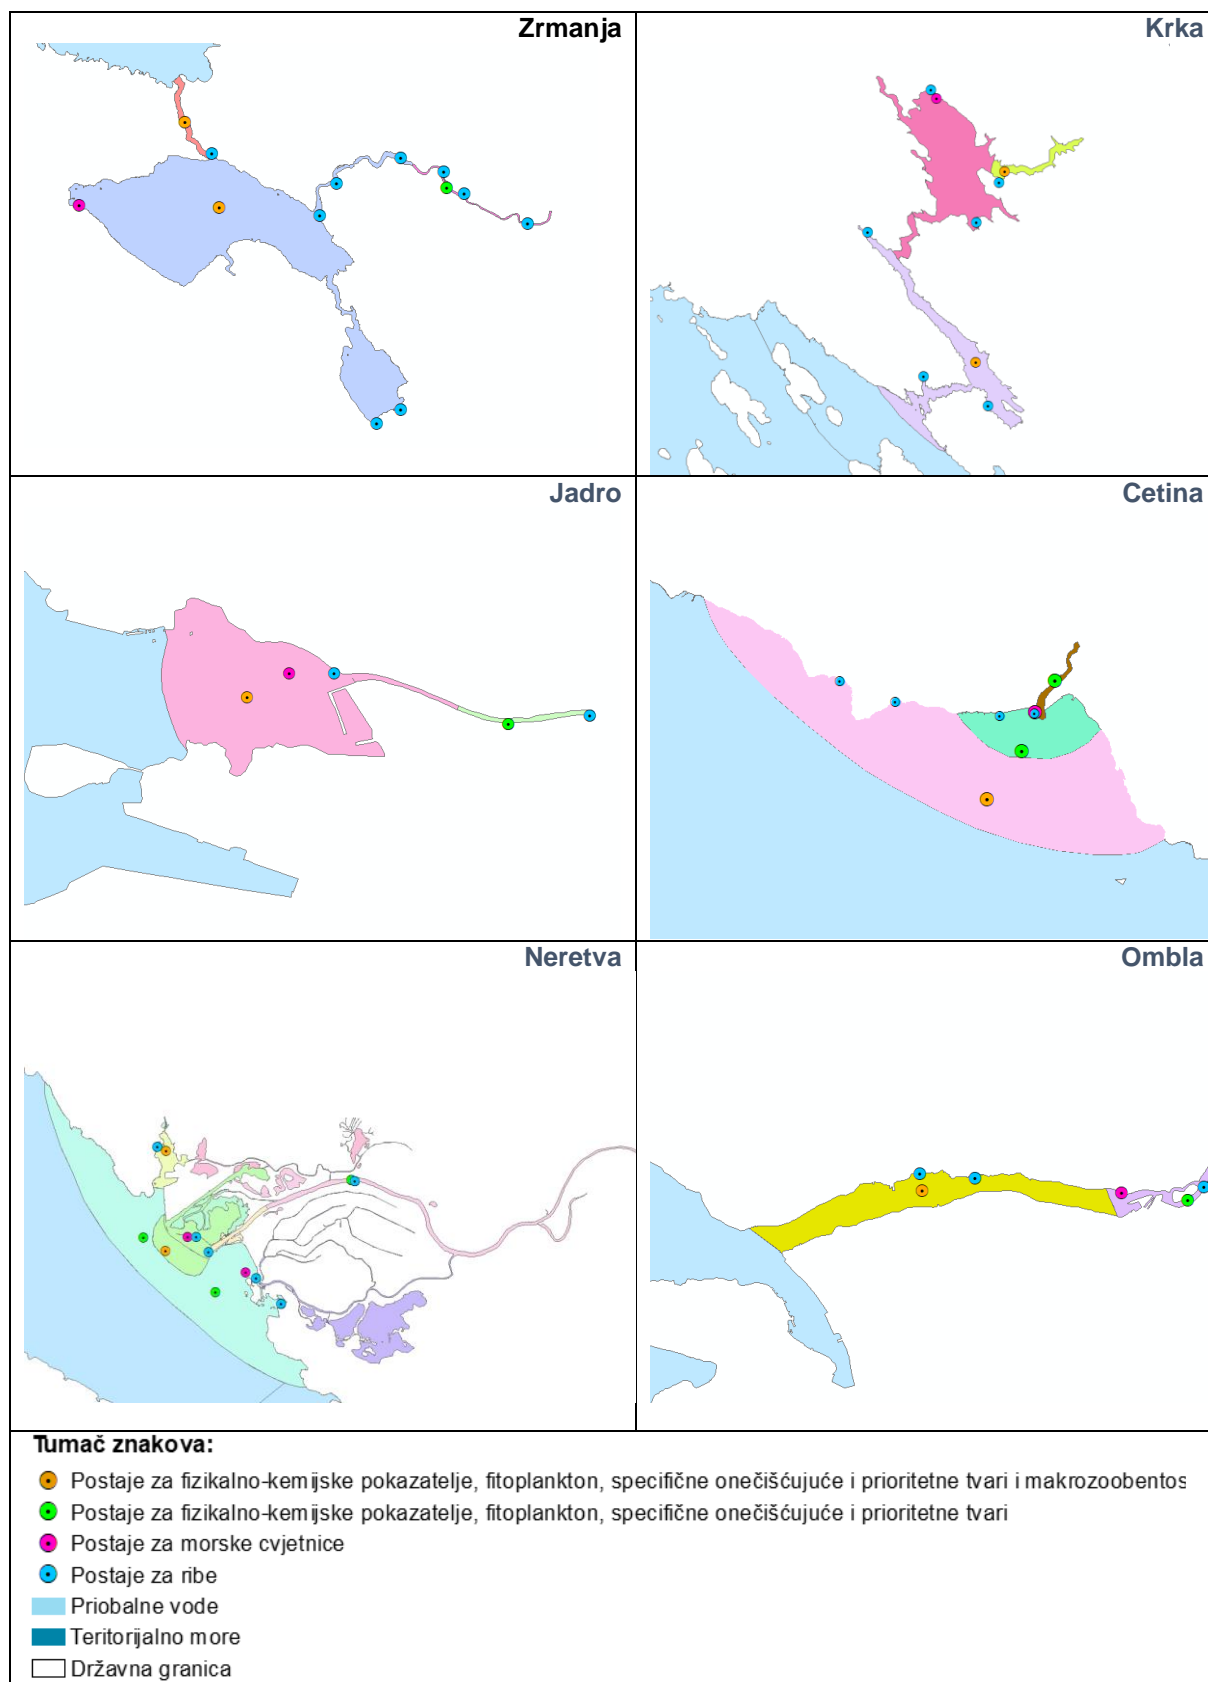 Zrmanja
Krka
Jadro
Cetina
Neretva
Ombla
Tumač znakova:
Postaje za fizikalno-kemijske pokazatelje, fitoplankton, specifične onečišćujuće i prioritetne tvari i makrozoobentos
Postaje za fizikalno-kemijske pokazatelje, fitoplankton, specifične onečišćujuće i prioritetne tvari
Postaje za morske cvjetnice
Postaje za ribe
Priobalne vode
Teritorijalno more
Državna granica